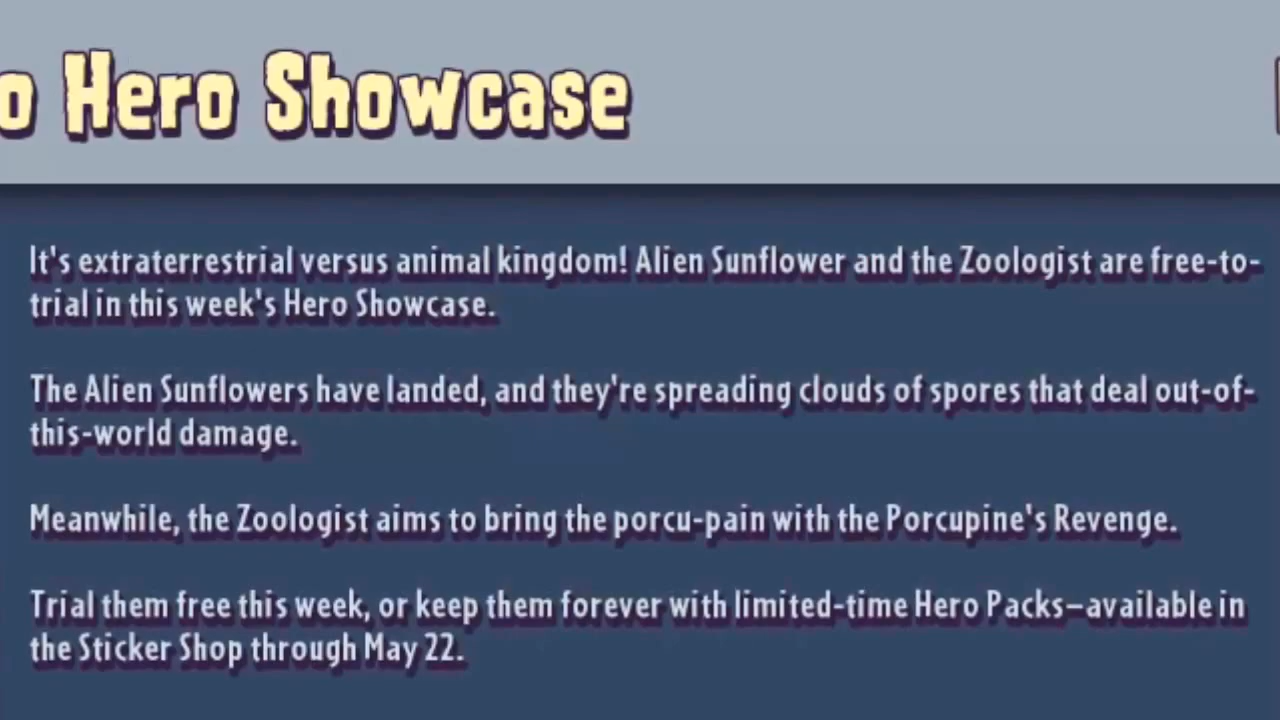 o Hero Showcase
It's extraterrestrial versus animal kingdom! Alien Sunflower and the Zoologist are free-to-
trial in this week's Hero Showcase.
The Alien Sunflowers have landed, and they're spreading clouds of spores that deal out-of-
this-world damage.
Meanwhile, the Zoologist aims to bring the porcu-pain with the Porcupine's Revenge.
Trial them free this week, or keep them forever with limited-time Hero Packs–available in
the Sticker Shop through May 22.